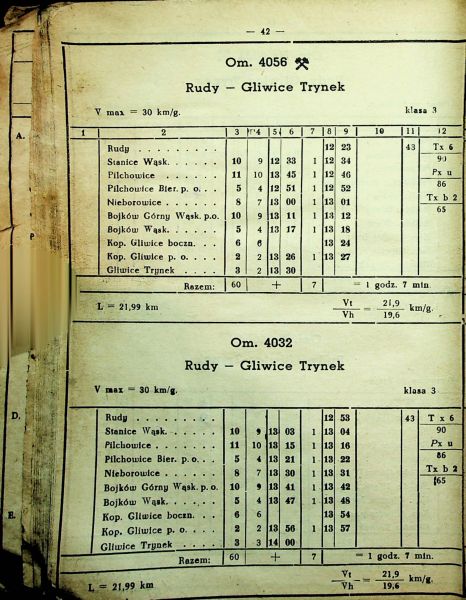 — 42 —
A.
P
D.
E.
Om. 4056 ⚒
Rudy — Gliwice Trynek
V max = 30 km/g. klasa 3
1 2 3 4 5 6 7 8 9 10 11 12
Rudy . . . . . . . . . 12 23 43 Tx 6
Stanice Wąsk. . . . . . 10 9 12 33 1 12 34 90
Pilchowice . . . . . . 11 10 13 45 1 12 46 Px u
Pilchowice Bier. p. o. . . 5 4 12 51 1 12 52 86
Nieborowice . . . . . . 8 7 13 00 1 13 01 Tx b 2
Bojków Górny Wąsk. p.o. 10 9 13 11 1 13 12 65
Bojków Wąsk. . . . . . 5 4 13 17 1 13 18
Kop. Gliwice boczn. . . . 6 6 13 24
Kop. Gliwice p. o. . . . 2 2 13 26 1 13 27
Gliwice Trynek . . . . 3 2 13 30
Razem: 60 + 7 = 1 godz. 7 min.
L = 21,99 km Vt/Vh = 21,9/19,6 km/g.
Om. 4032
Rudy — Gliwice Trynek
V max = 30 km/g. klasa 3
Rudy . . . . . . . . . 12 53 43 T x 6
Stanice Wąsk. . . . . . 10 9 13 03 1 13 04 90
Pilchowice . . . . . . 11 10 13 15 1 13 16 Px u
Pilchowice Bier. p. o. . . 5 4 13 21 1 13 22 86
Nieborowice . . . . . . 8 7 13 30 1 13 31 Tx b 2
Bojków Górny Wąsk. p.o. 10 9 13 41 1 13 42 65
Bojków Wąsk. . . . . . 5 4 13 47 1 13 48
Kop. Gliwice boczn. . . . 6 6 13 54
Kop. Gliwice p. o. . . . 2 2 13 56 1 13 57
Gliwice Trynek . . . . 3 3 14 00
Razem: 60 + 7 = 1 godz. 7 min.
L = 21,99 km Vt/Vh = 21,9/19,6 km/g.